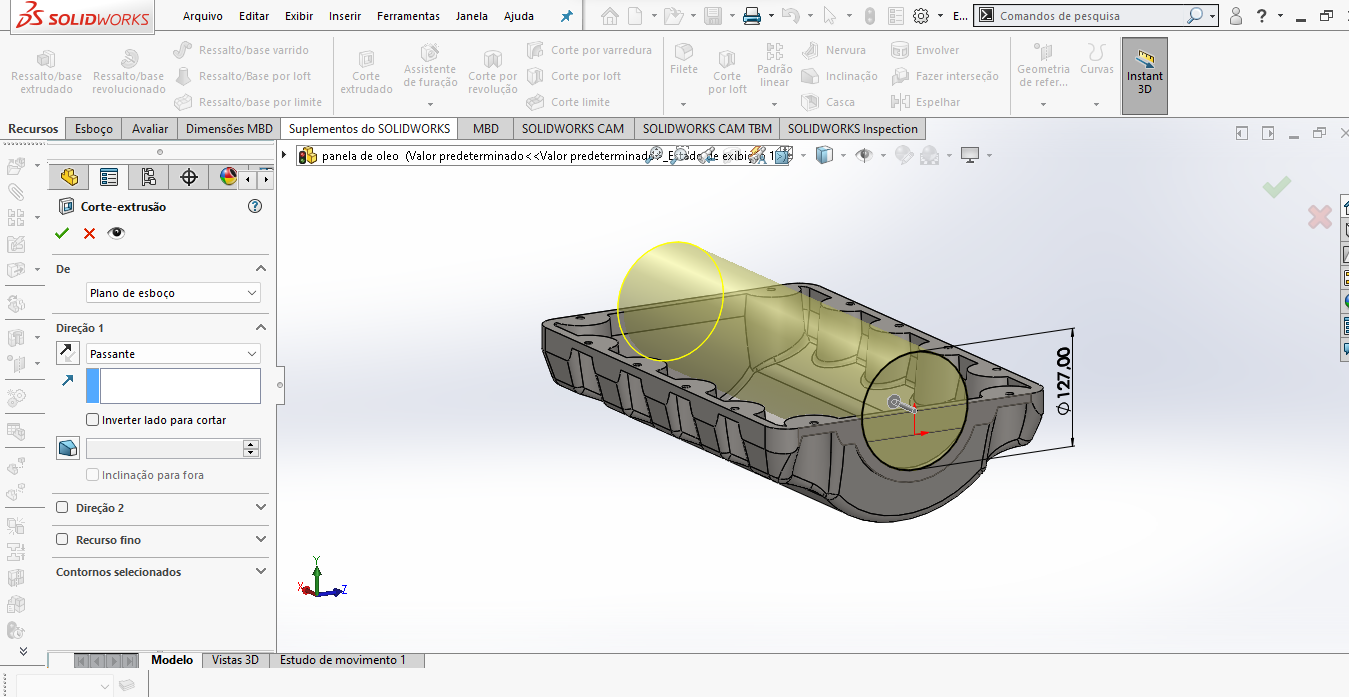 SOLIDWORKS Arquivo Editar Exibir Inserir Ferramentas Janela Ajuda E... Comandos de pesquisa ?
Ressalto/base extrudado
Ressalto/base revolucionado
Ressalto/base varrido
Ressalto/Base por loft
Ressalto/base por limite
Corte extrudado
Assistente de furação
Corte por revolução
Corte por varredura
Corte por loft
Corte limite
Filete
Corte por loft
Padrão linear
Nervura
Inclinação
Casca
Envolver
Fazer interseção
Espelhar
Geometria de refer...
Curvas
Instant 3D
Recursos Esboço Avaliar Dimensões MBD Suplementos do SOLIDWORKS MBD SOLIDWORKS CAM SOLIDWORKS CAM TBM SOLIDWORKS Inspection
panela de oleo (Valor predeterminado<<Valor predeterminado>_Estado de exibição 1
Corte-extrusão ?
De
Plano de esboço
Direção 1
Passante
Inverter lado para cortar
Inclinação para fora
Direção 2
Recurso fino
Contornos selecionados
Ø 127,00
Y
X Z
Modelo Vistas 3D Estudo de movimento 1